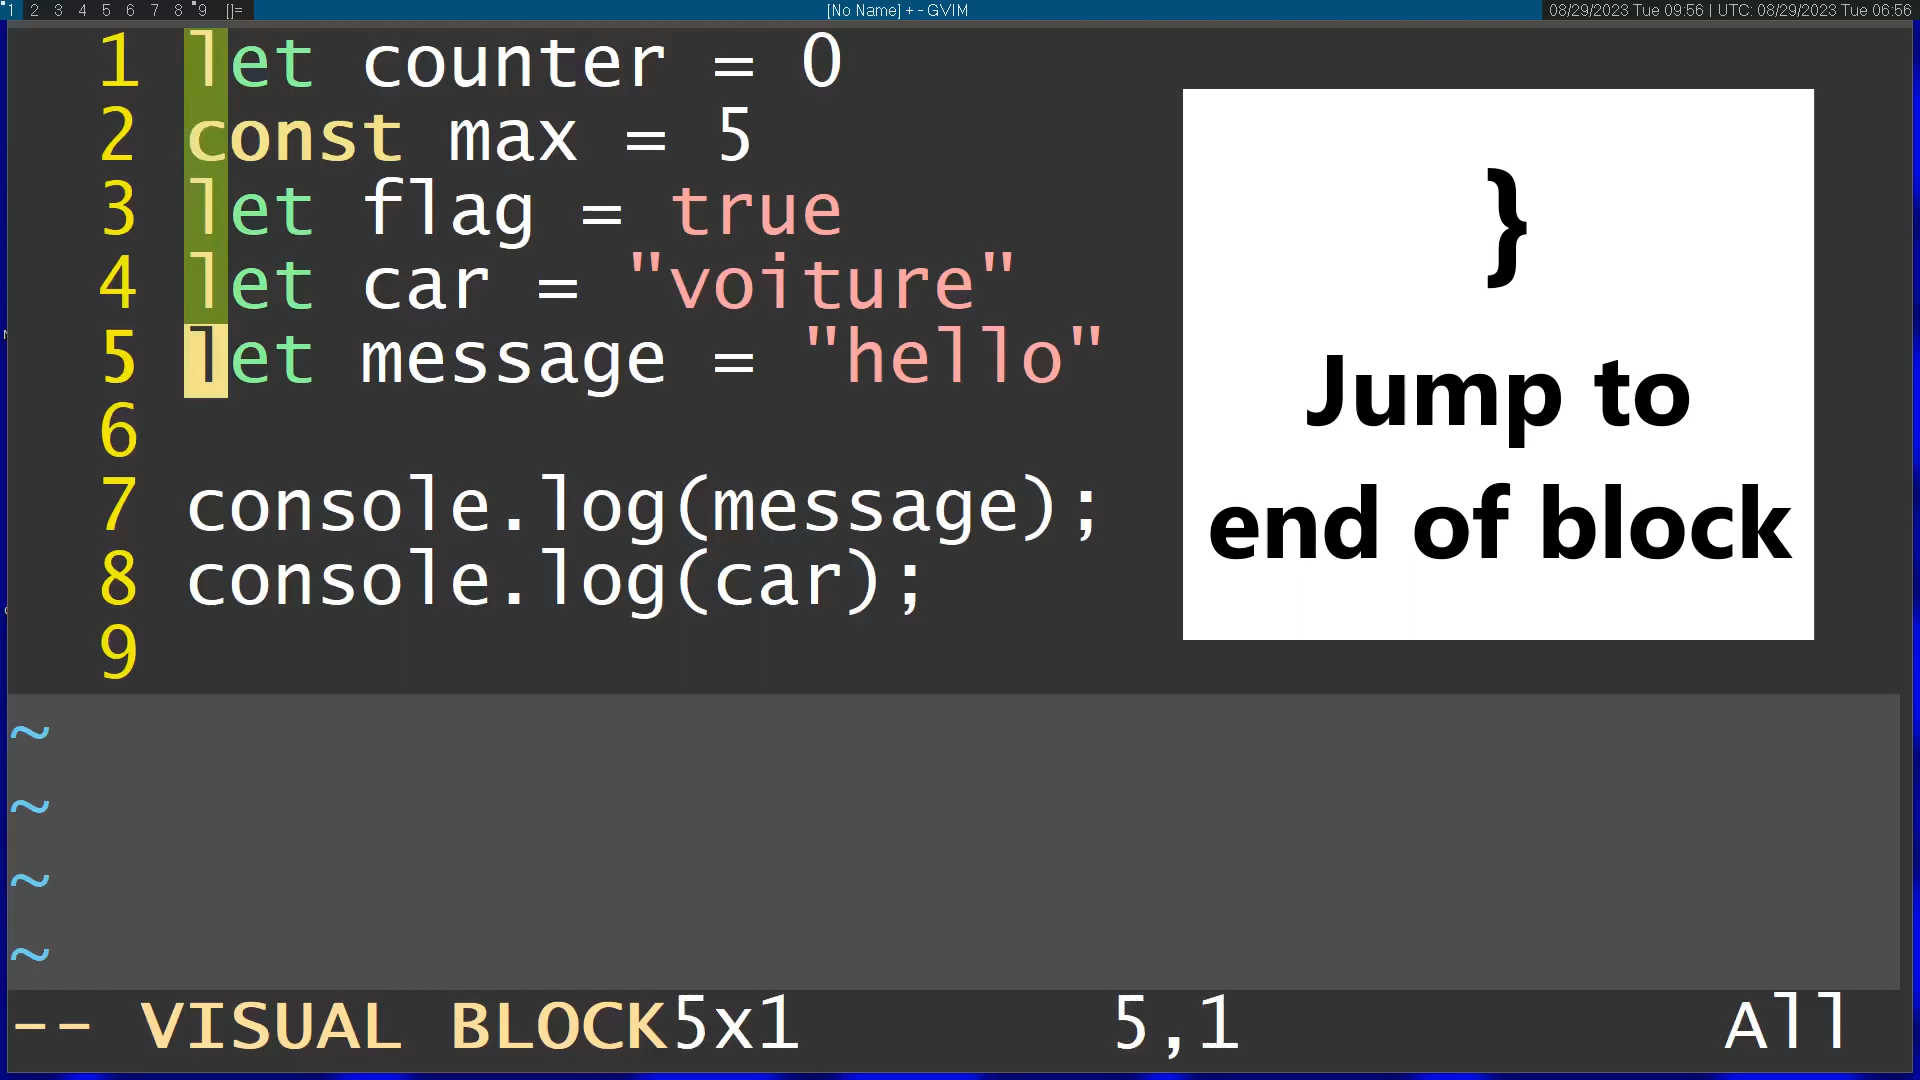 1 2 3 4 5 6 7 8 9 []= [No Name] + - GVIM 08/29/2023 Tue 09:56 | UTC: 08/29/2023 Tue 06:56
1 let counter = 0
2 const max = 5
3 let flag = true
4 let car = "voiture"
5 let message = "hello"
6
7 console.log(message);
8 console.log(car);
9
~
~
~
~
-- VISUAL BLOCK5x1 5,1 All
}
Jump to
end of block